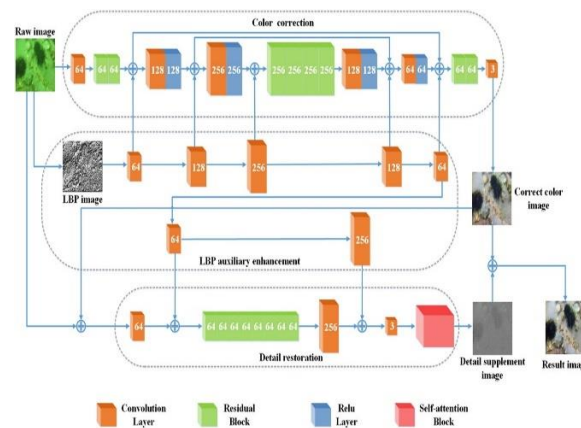 Color correction
Raw image
64 64 64 128 128 256 256 256 256 256 256 128 128 64 64 64 64 3
LBP image
64 128 256 128 64
Correct color
image
64 256
LBP auxiliary enhancement
64 64 64 64 64 64 64 64 64 256 3
Detail restoration
Detail supplement
image
Result image
Convolution
Layer
Residual
Block
Relu
Layer
Self-attention
Block